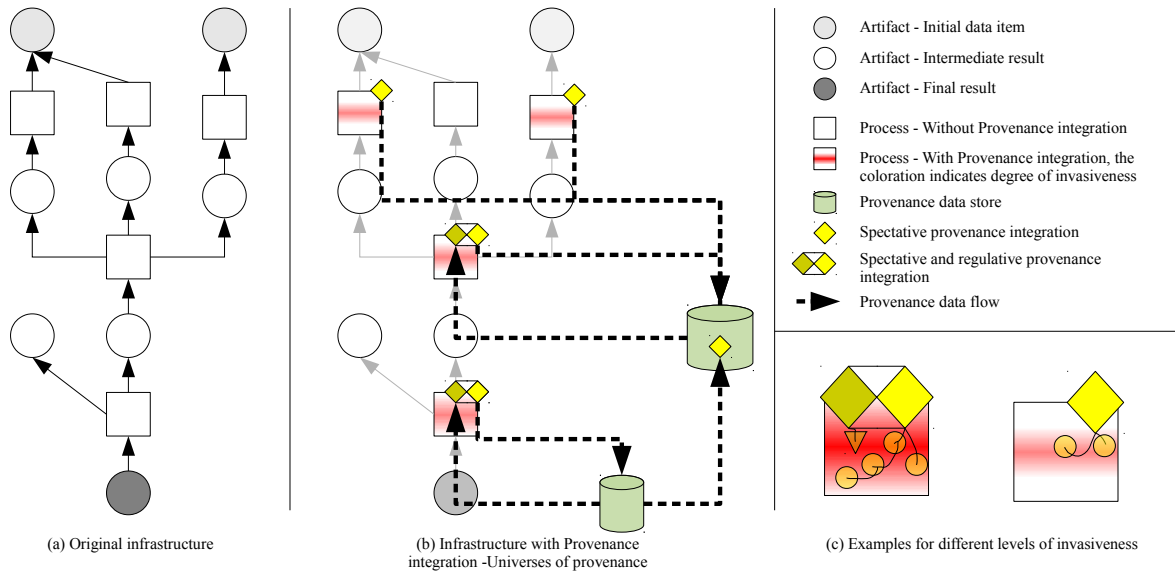 Artifact - Initial data item
Artifact - Intermediate result
Artifact - Final result
Process - Without Provenance integration
Process - With Provenance integration, the
coloration indicates degree of invasiveness
Provenance data store
Spectative provenance integration
Spectative and regulative provenance
integration
Provenance data flow
(a) Original infrastructure
(b) Infrastructure with Provenance
integration -Universes of provenance
(c) Examples for different levels of invasiveness